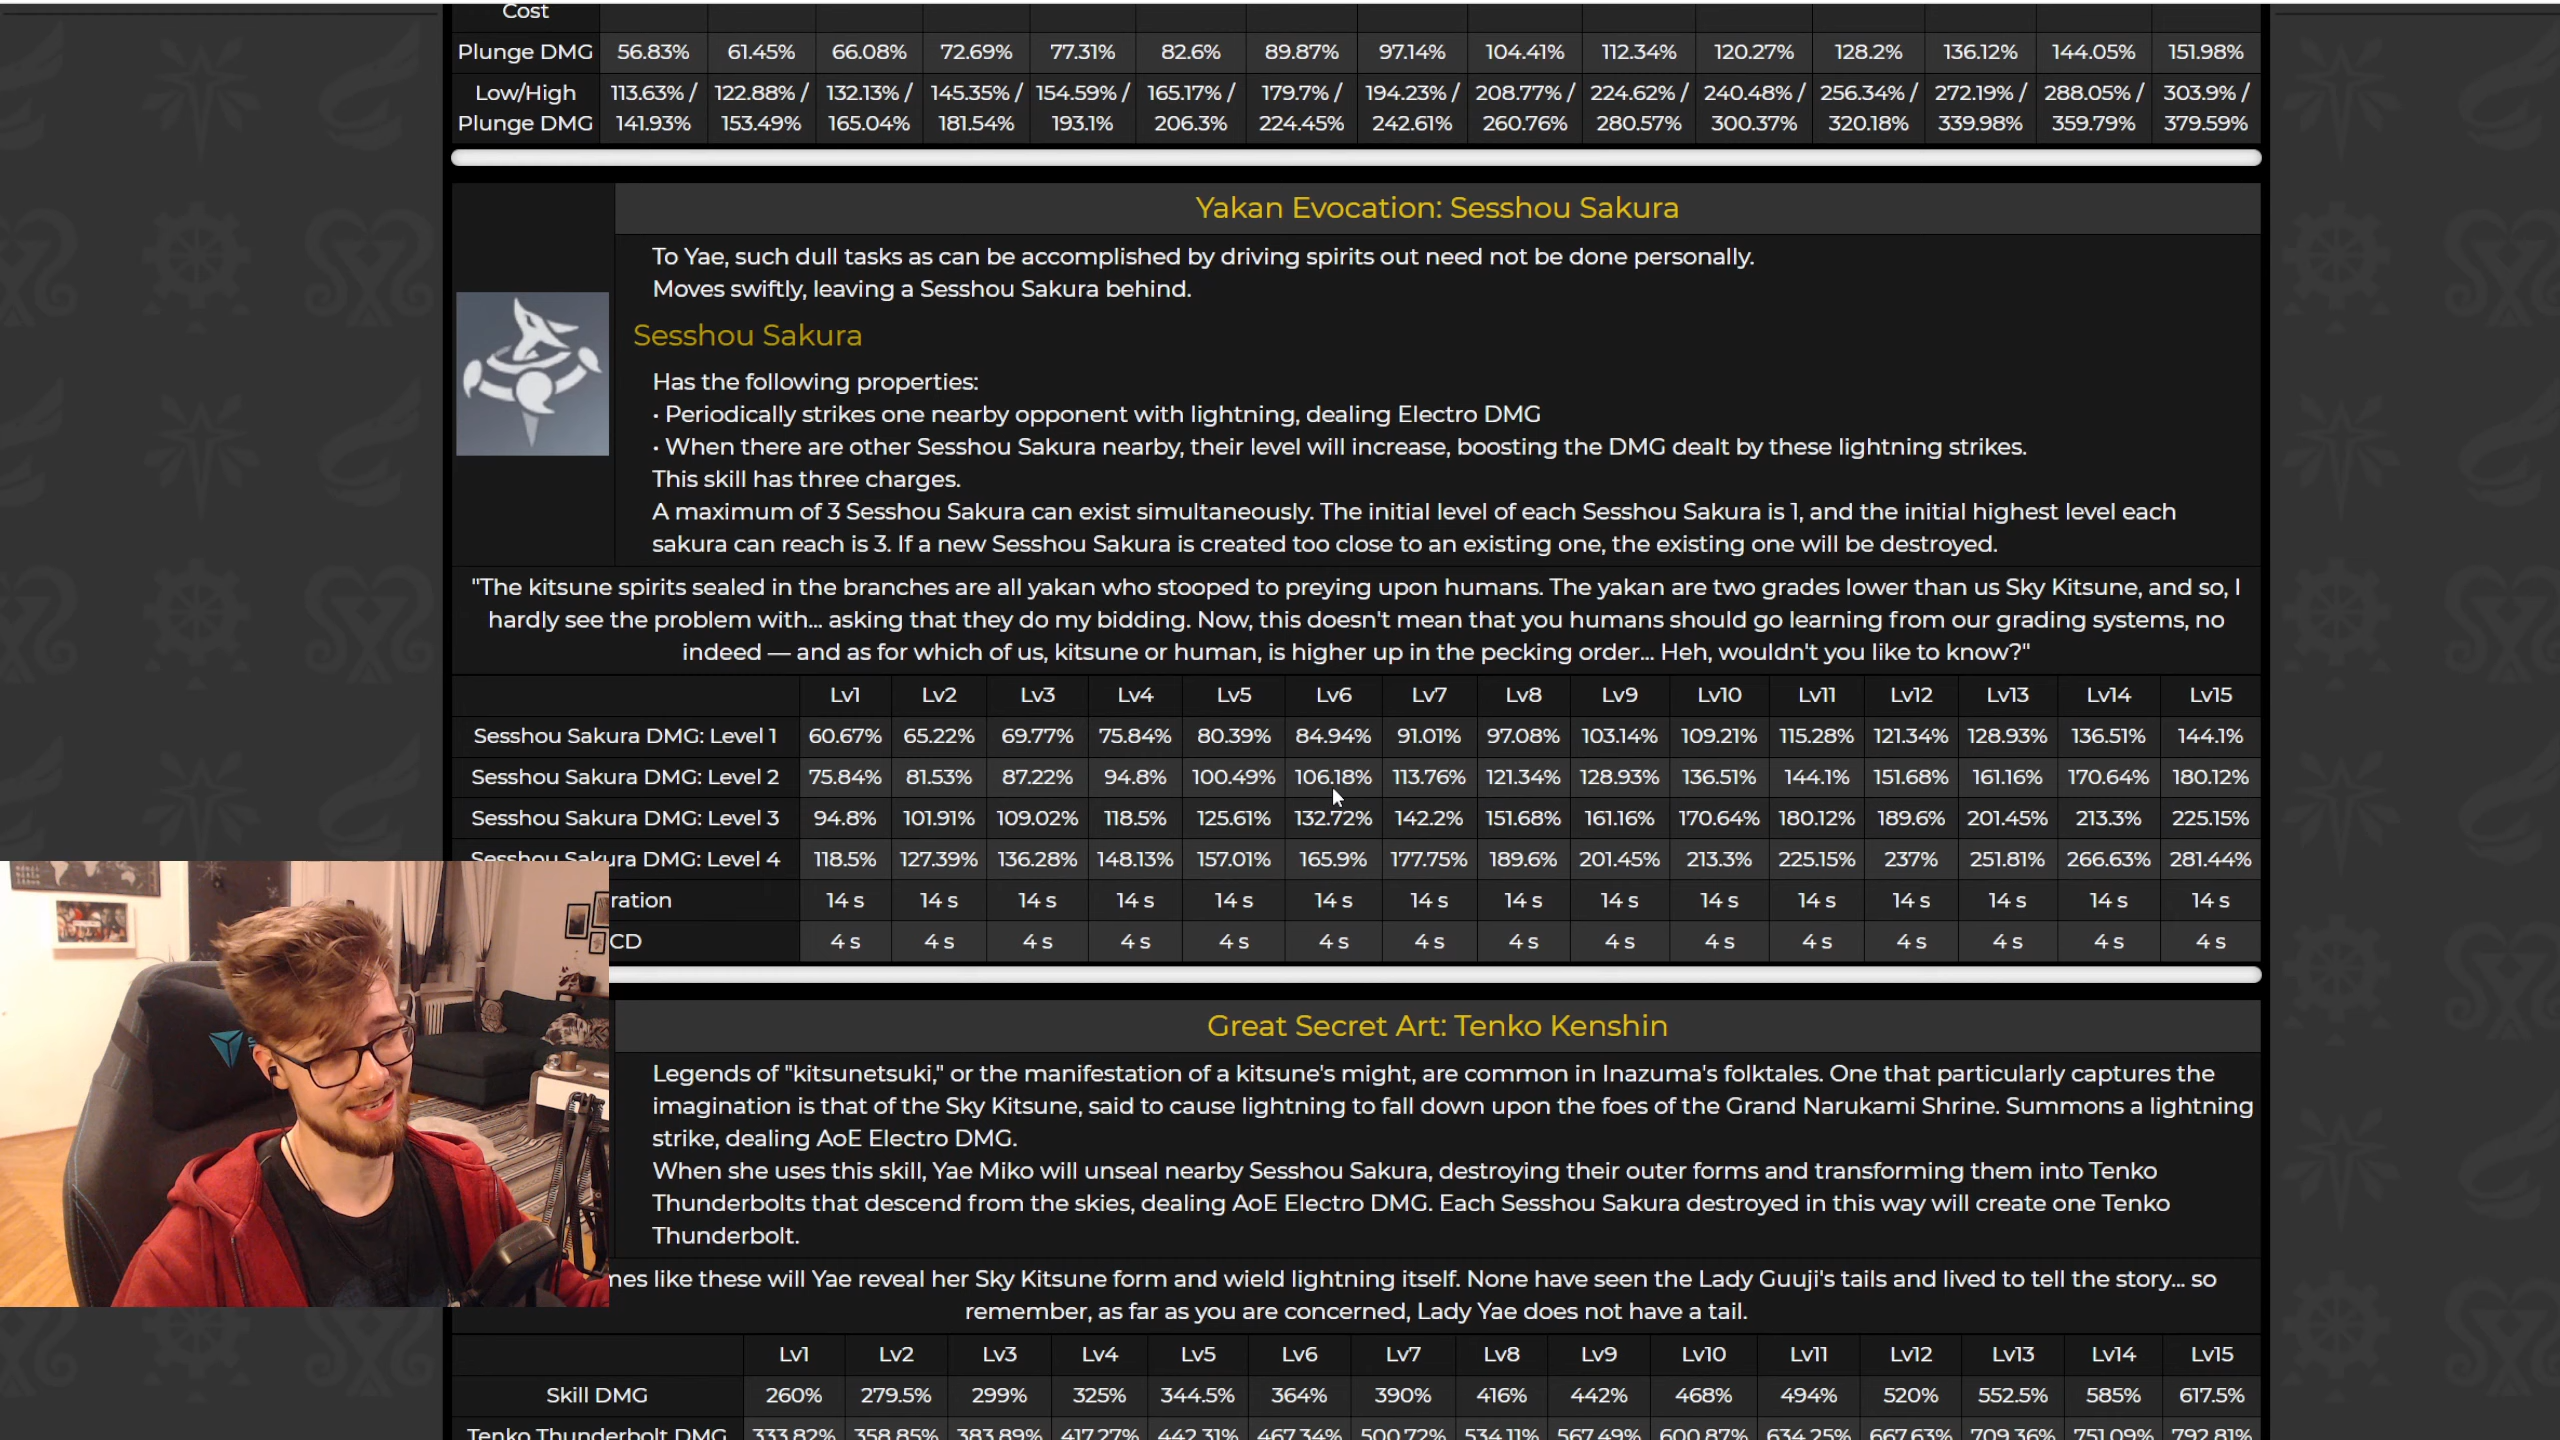 Cost
Plunge DMG 56.83% 61.45% 66.08% 72.69% 77.31% 82.6% 89.87% 97.14% 104.41% 112.34% 120.27% 128.2% 136.12% 144.05% 151.98%
Low/High 113.63% / 122.88% / 132.13% / 145.35% / 154.59% / 165.17% / 179.7% / 194.23% / 208.77% / 224.62% / 240.48% / 256.34% / 272.19% / 288.05% / 303.9% /
Plunge DMG 141.93% 153.49% 165.04% 181.54% 193.1% 206.3% 224.45% 242.61% 260.76% 280.57% 300.37% 320.18% 339.98% 359.79% 379.59%
Yakan Evocation: Sesshou Sakura
To Yae, such dull tasks as can be accomplished by driving spirits out need not be done personally.
Moves swiftly, leaving a Sesshou Sakura behind.
Sesshou Sakura
Has the following properties:
· Periodically strikes one nearby opponent with lightning, dealing Electro DMG
· When there are other Sesshou Sakura nearby, their level will increase, boosting the DMG dealt by these lightning strikes.
This skill has three charges.
A maximum of 3 Sesshou Sakura can exist simultaneously. The initial level of each Sesshou Sakura is 1, and the initial highest level each
sakura can reach is 3. If a new Sesshou Sakura is created too close to an existing one, the existing one will be destroyed.
"The kitsune spirits sealed in the branches are all yakan who stooped to preying upon humans. The yakan are two grades lower than us Sky Kitsune, and so, I
hardly see the problem with... asking that they do my bidding. Now, this doesn't mean that you humans should go learning from our grading systems, no
indeed — and as for which of us, kitsune or human, is higher up in the pecking order... Heh, wouldn't you like to know?"
Lv1 Lv2 Lv3 Lv4 Lv5 Lv6 Lv7 Lv8 Lv9 Lv10 Lv11 Lv12 Lv13 Lv14 Lv15
Sesshou Sakura DMG: Level 1 60.67% 65.22% 69.77% 75.84% 80.39% 84.94% 91.01% 97.08% 103.14% 109.21% 115.28% 121.34% 128.93% 136.51% 144.1%
Sesshou Sakura DMG: Level 2 75.84% 81.53% 87.22% 94.8% 100.49% 106.18% 113.76% 121.34% 128.93% 136.51% 144.1% 151.68% 161.16% 170.64% 180.12%
Sesshou Sakura DMG: Level 3 94.8% 101.91% 109.02% 118.5% 125.61% 132.72% 142.2% 151.68% 161.16% 170.64% 180.12% 189.6% 201.45% 213.3% 225.15%
Sesshou Sakura DMG: Level 4 118.5% 127.39% 136.28% 148.13% 157.01% 165.9% 177.75% 189.6% 201.45% 213.3% 225.15% 237% 251.81% 266.63% 281.44%
ration 14 s 14 s 14 s 14 s 14 s 14 s 14 s 14 s 14 s 14 s 14 s 14 s 14 s 14 s 14 s
CD 4 s 4 s 4 s 4 s 4 s 4 s 4 s 4 s 4 s 4 s 4 s 4 s 4 s 4 s 4 s
Great Secret Art: Tenko Kenshin
Legends of "kitsunetsuki," or the manifestation of a kitsune's might, are common in Inazuma's folktales. One that particularly captures the
imagination is that of the Sky Kitsune, said to cause lightning to fall down upon the foes of the Grand Narukami Shrine. Summons a lightning
strike, dealing AoE Electro DMG.
When she uses this skill, Yae Miko will unseal nearby Sesshou Sakura, destroying their outer forms and transforming them into Tenko
Thunderbolts that descend from the skies, dealing AoE Electro DMG. Each Sesshou Sakura destroyed in this way will create one Tenko
Thunderbolt.
mes like these will Yae reveal her Sky Kitsune form and wield lightning itself. None have seen the Lady Guuji's tails and lived to tell the story... so
remember, as far as you are concerned, Lady Yae does not have a tail.
Lv1 Lv2 Lv3 Lv4 Lv5 Lv6 Lv7 Lv8 Lv9 Lv10 Lv11 Lv12 Lv13 Lv14 Lv15
Skill DMG 260% 279.5% 299% 325% 344.5% 364% 390% 416% 442% 468% 494% 520% 552.5% 585% 617.5%
Tenko Thunderbolt DMG 333.82% 358.85% 383.89% 417.27% 442.31% 467.34% 500.72% 534.11% 567.49% 600.87% 634.25% 667.63% 709.36% 751.09% 792.81%